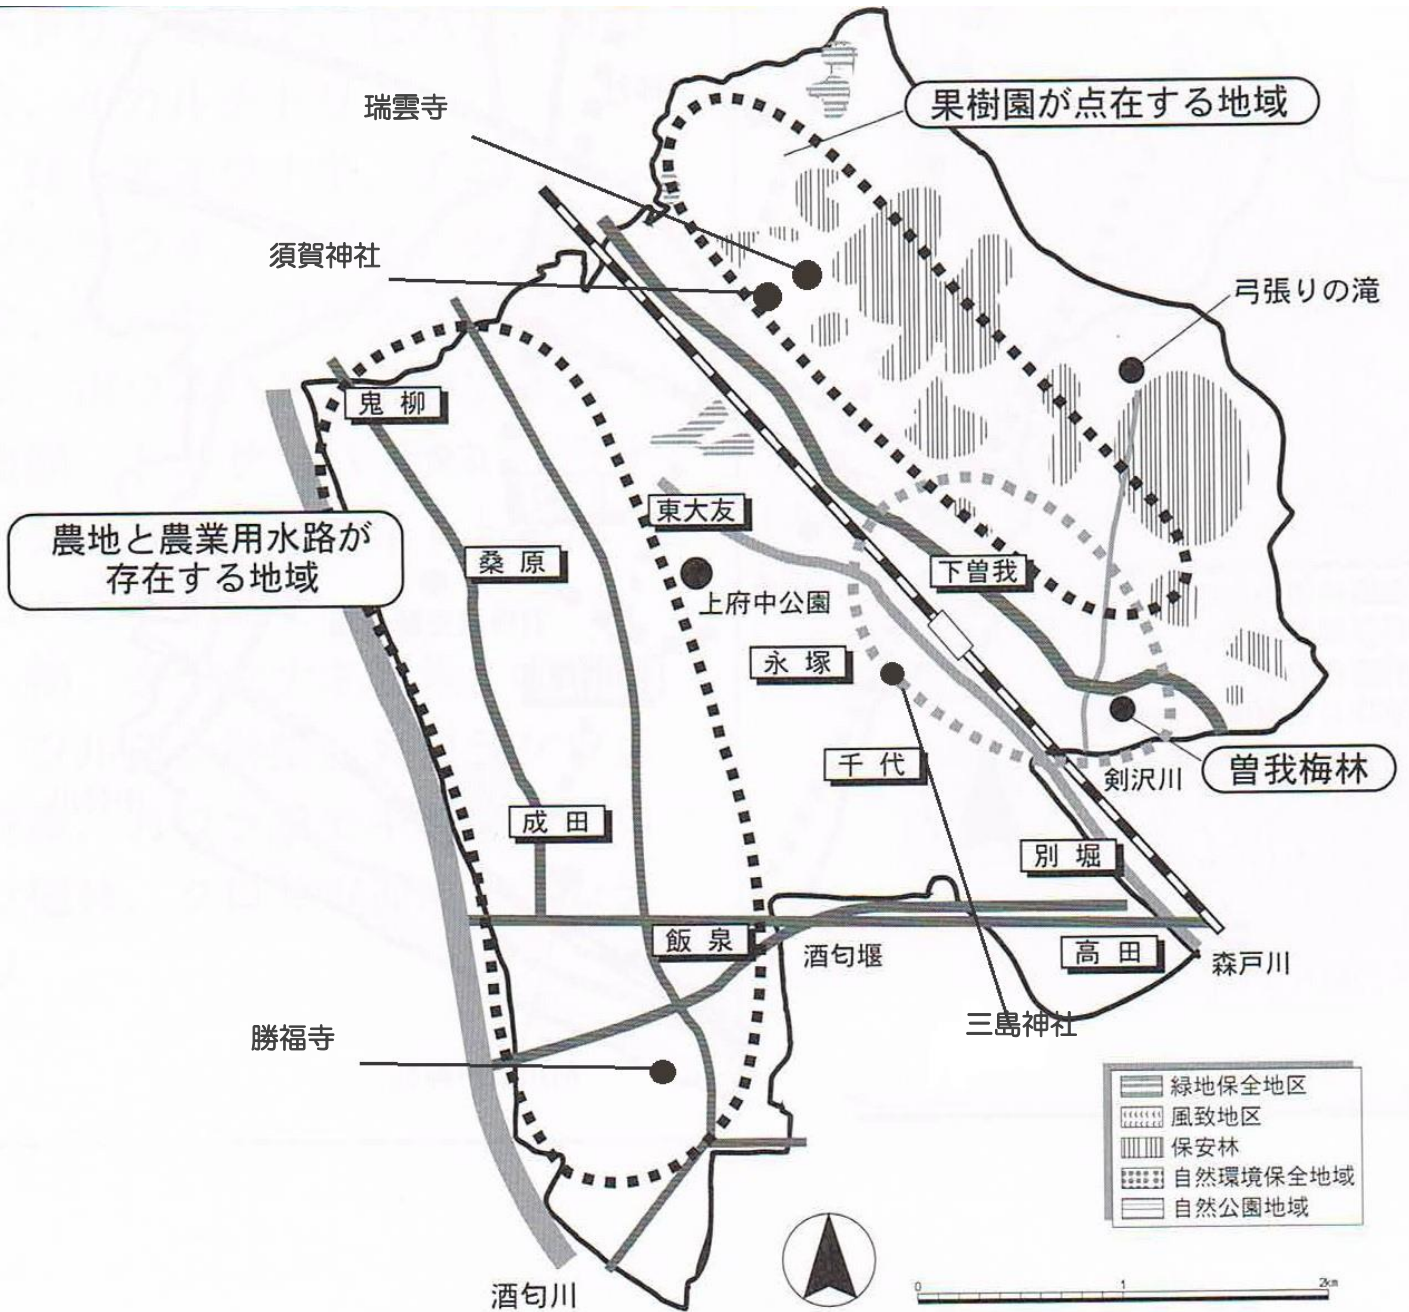 瑞雲寺
果樹園が点在する地域
須賀神社
弓張りの滝
鬼柳
東大友
農地と農業用水路が
存在する地域
桑原
下曽我
上府中公園
永塚
千代
剣沢川
曽我梅林
成田
別堀
飯泉
酒匂堰
高田
森戸川
勝福寺
三島神社
緑地保全地区
風致地区
保安林
自然環境保全地域
自然公園地域
酒匂川
0 1 2km